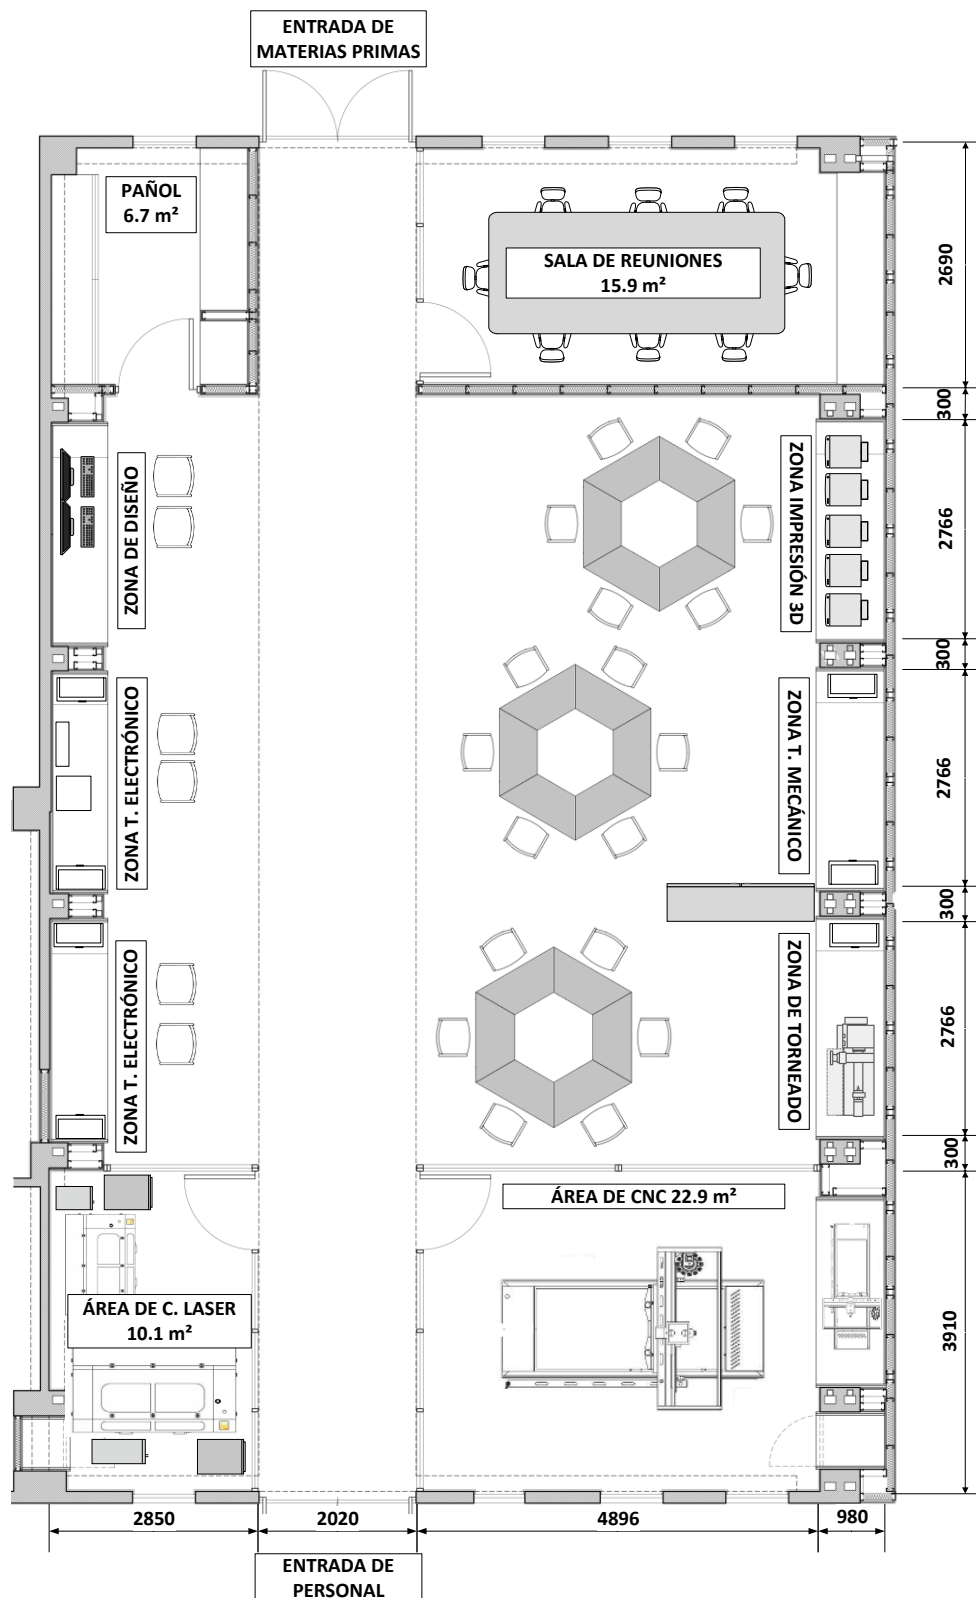 ENTRADA DE
MATERIAS PRIMAS
PAÑOL
6.7 m²
SALA DE REUNIONES
15.9 m²
2690
300
ZONA DE DISEÑO
ZONA IMPRESIÓN 3D
2766
300
ZONA T. ELECTRÓNICO
ZONA T. MECÁNICO
2766
300
ZONA T. ELECTRÓNICO
ZONA DE TORNEADO
2766
300
ÁREA DE CNC 22.9 m²
ÁREA DE C. LASER
10.1 m²
3910
2850
2020
4896
980
ENTRADA DE
PERSONAL